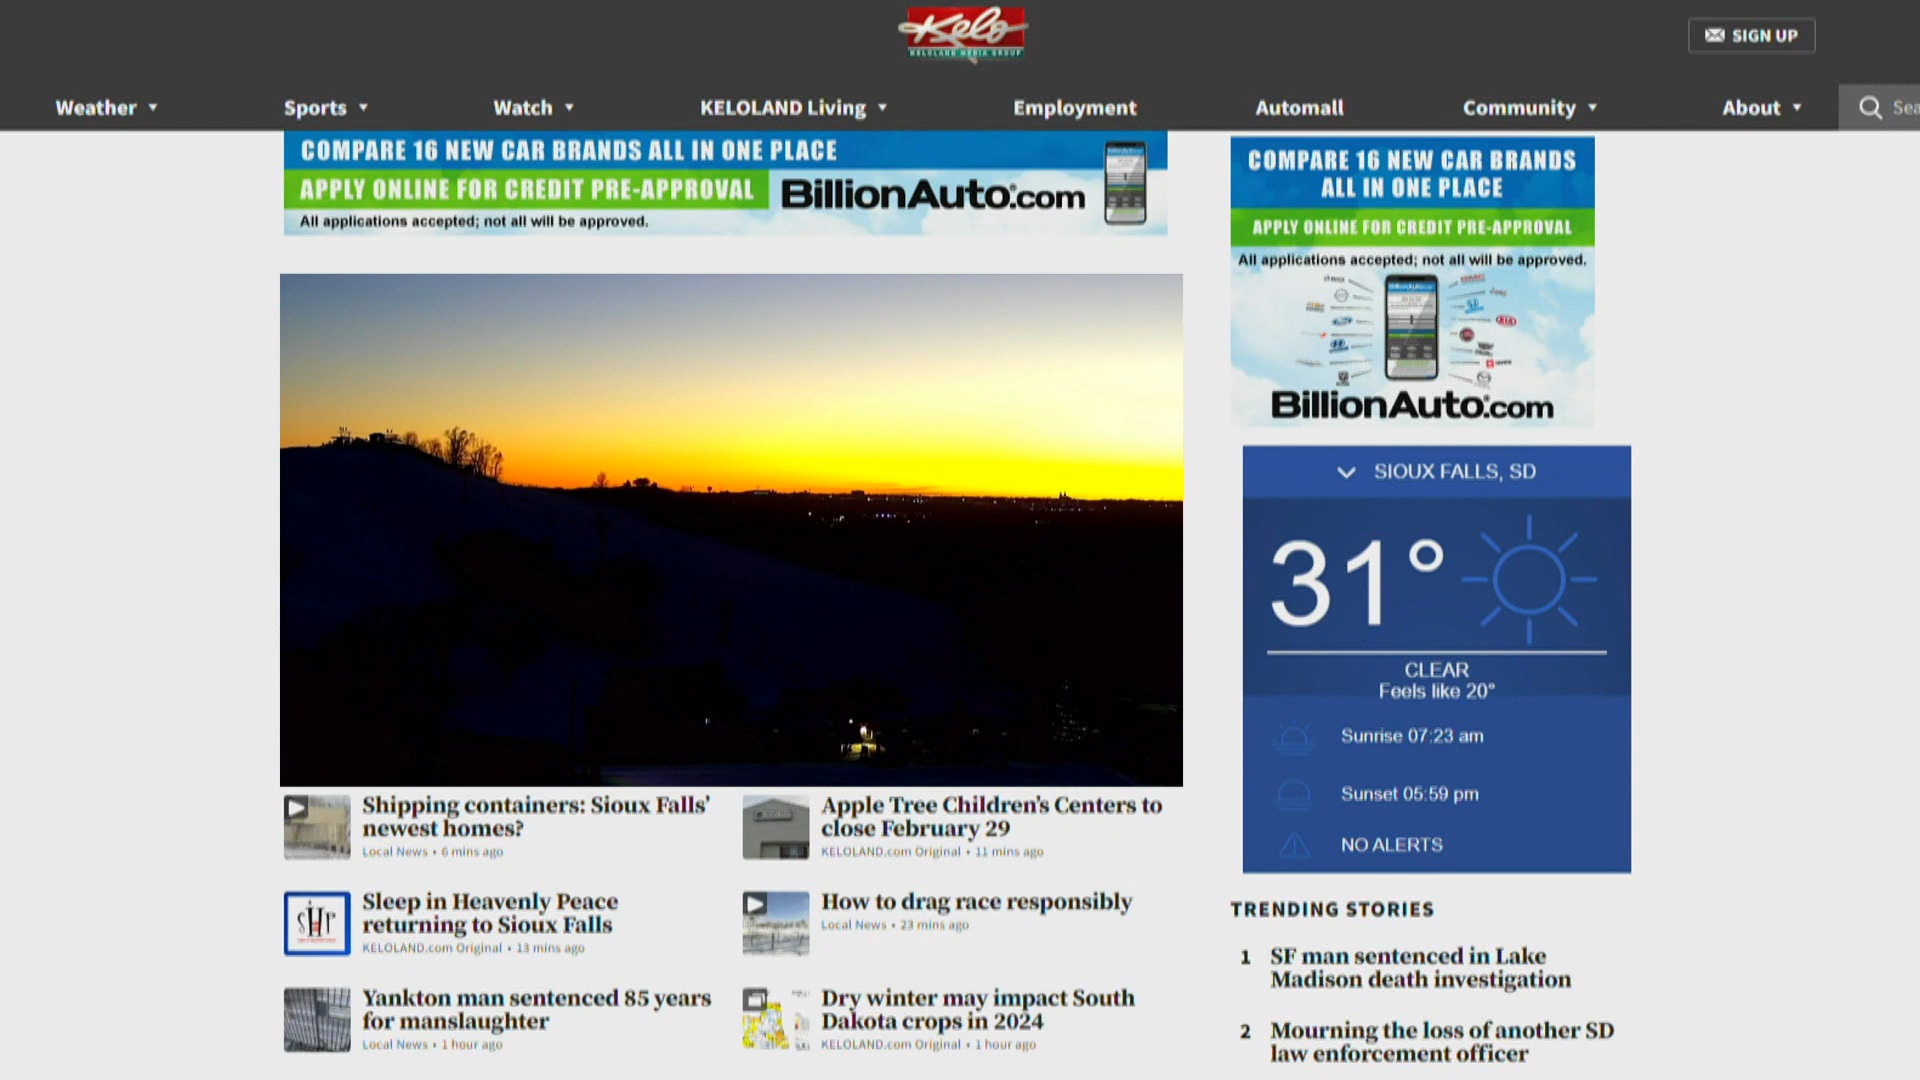 Kelo
KELOLAND MEDIA GROUP
SIGN UP
Weather
Sports
Watch
KELOLAND Living
Employment
Automall
Community
About
Sea
COMPARE 16 NEW CAR BRANDS ALL IN ONE PLACE
APPLY ONLINE FOR CREDIT PRE-APPROVAL
BillionAuto.com
All applications accepted; not all will be approved.
COMPARE 16 NEW CAR BRANDS
ALL IN ONE PLACE
APPLY ONLINE FOR CREDIT PRE-APPROVAL
All applications accepted; not all will be approved.
KIA
BillionAuto.com
SIOUX FALLS, SD
31°
CLEAR
Feels like 20°
Sunrise 07:23 am
Sunset 05:59 pm
NO ALERTS
Shipping containers: Sioux Falls'
newest homes?
Local News • 6 mins ago
Apple Tree Children's Centers to
close February 29
KELOLAND.com Original • 11 mins ago
SHP
Sleep in Heavenly Peace
returning to Sioux Falls
KELOLAND.com Original • 13 mins ago
How to drag race responsibly
Local News • 23 mins ago
Yankton man sentenced 85 years
for manslaughter
Local News • 1 hour ago
Dry winter may impact South
Dakota crops in 2024
KELOLAND.com Original • 1 hour ago
TRENDING STORIES
1 SF man sentenced in Lake
Madison death investigation
2 Mourning the loss of another SD
law enforcement officer